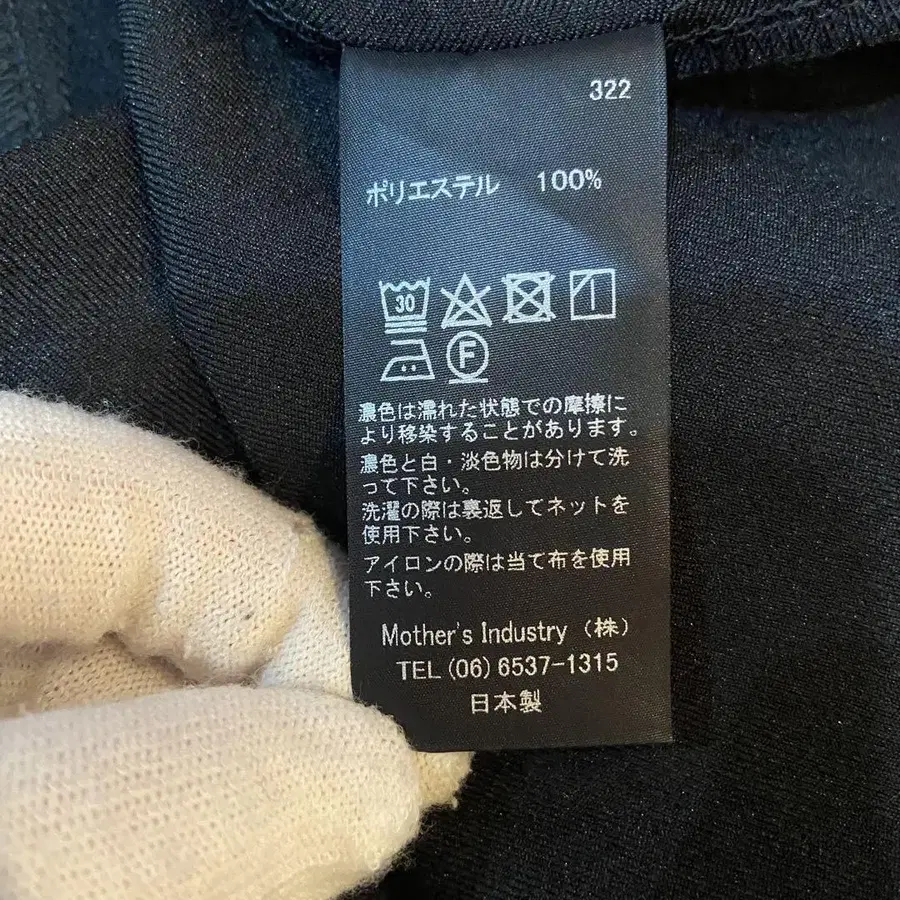 322
ポリエステル 100%
30
F
濃色は濡れた状態での摩擦に
より移染することがあります。
濃色と白・淡色物は分けて洗
って下さい。
洗濯の際は裏返してネットを
使用下さい。
アイロンの際は当て布を使用
下さい。
Mother's Industry (株)
TEL(06)6537-1315
日本製